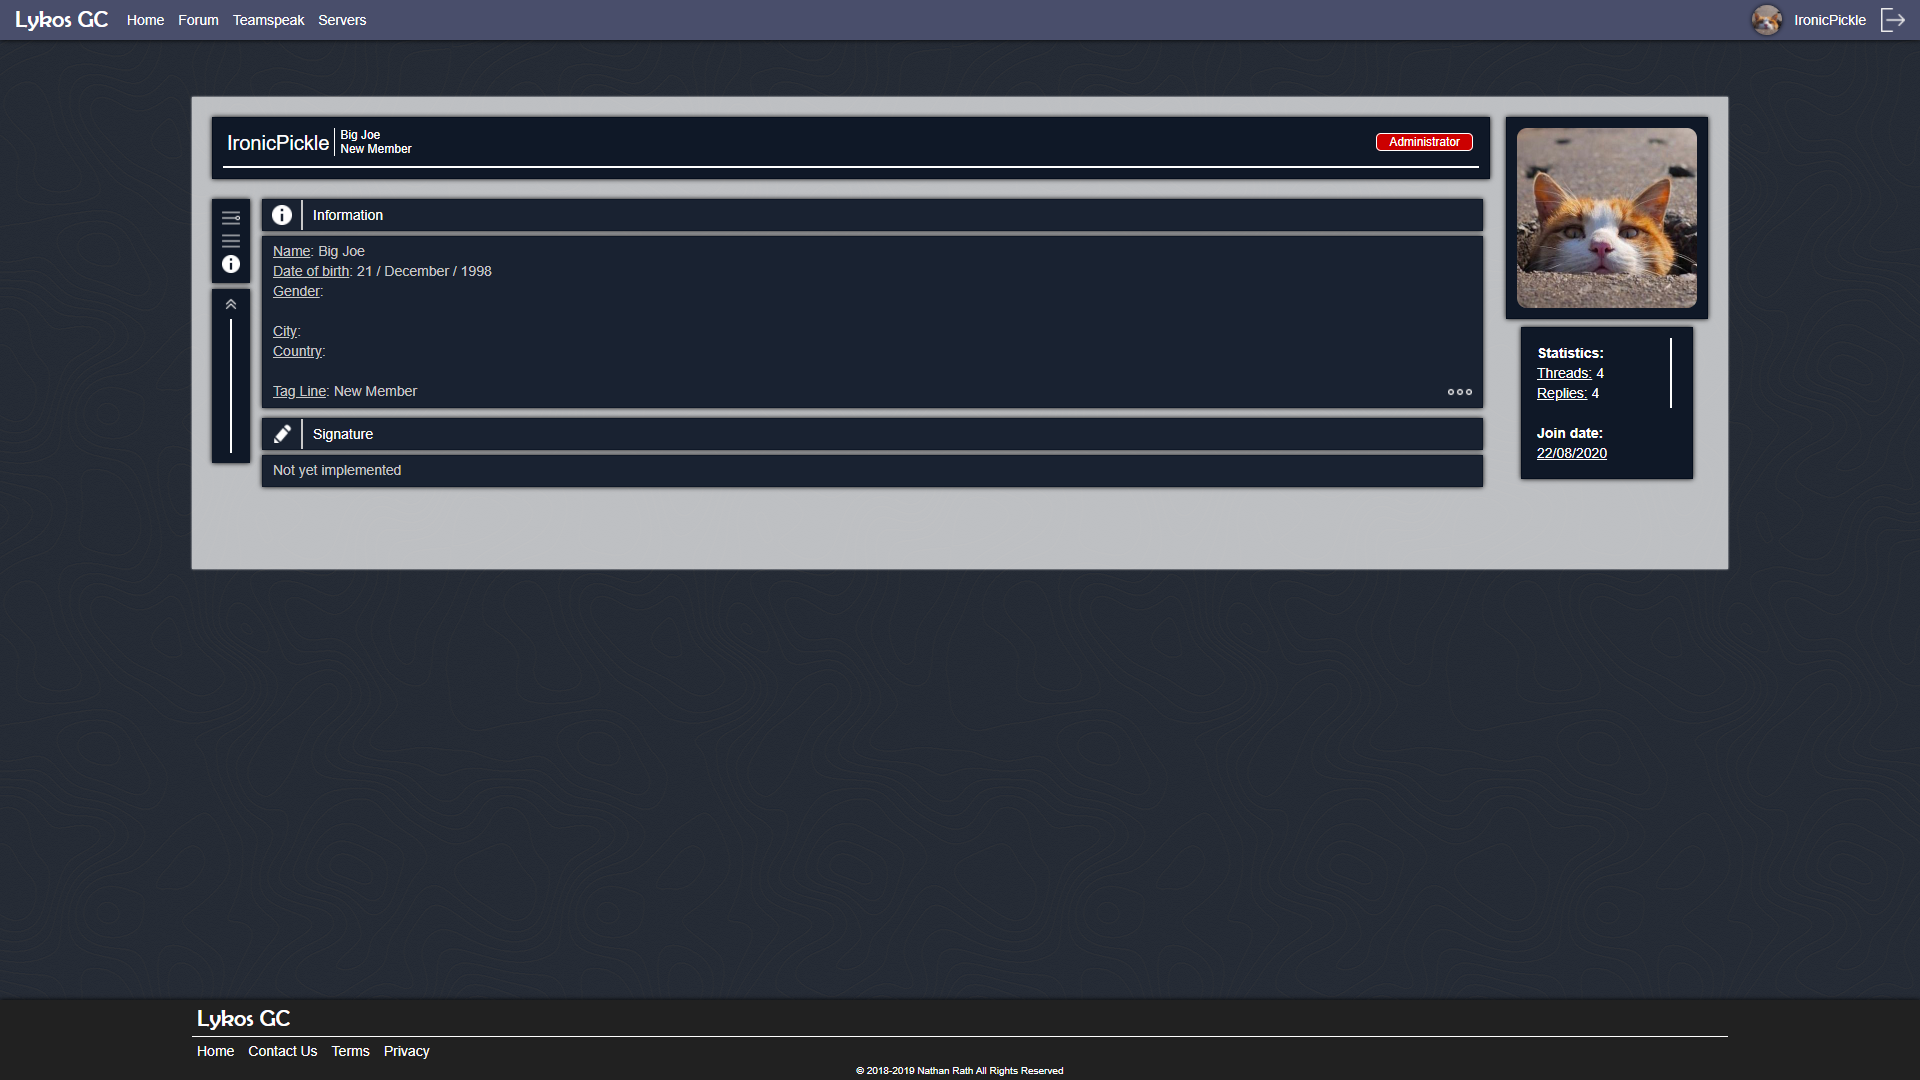 Lykos GC Home Forum Teamspeak Servers IronicPickle
IronicPickle
Big Joe
New Member
Administrator
Information
Name: Big Joe
Date of birth: 21 / December / 1998
Gender:
City:
Country:
Tag Line: New Member
Signature
Not yet implemented
Statistics:
Threads: 4
Replies: 4
Join date:
22/08/2020
Lykos GC
Home Contact Us Terms Privacy
© 2018-2019 Nathan Rath All Rights Reserved